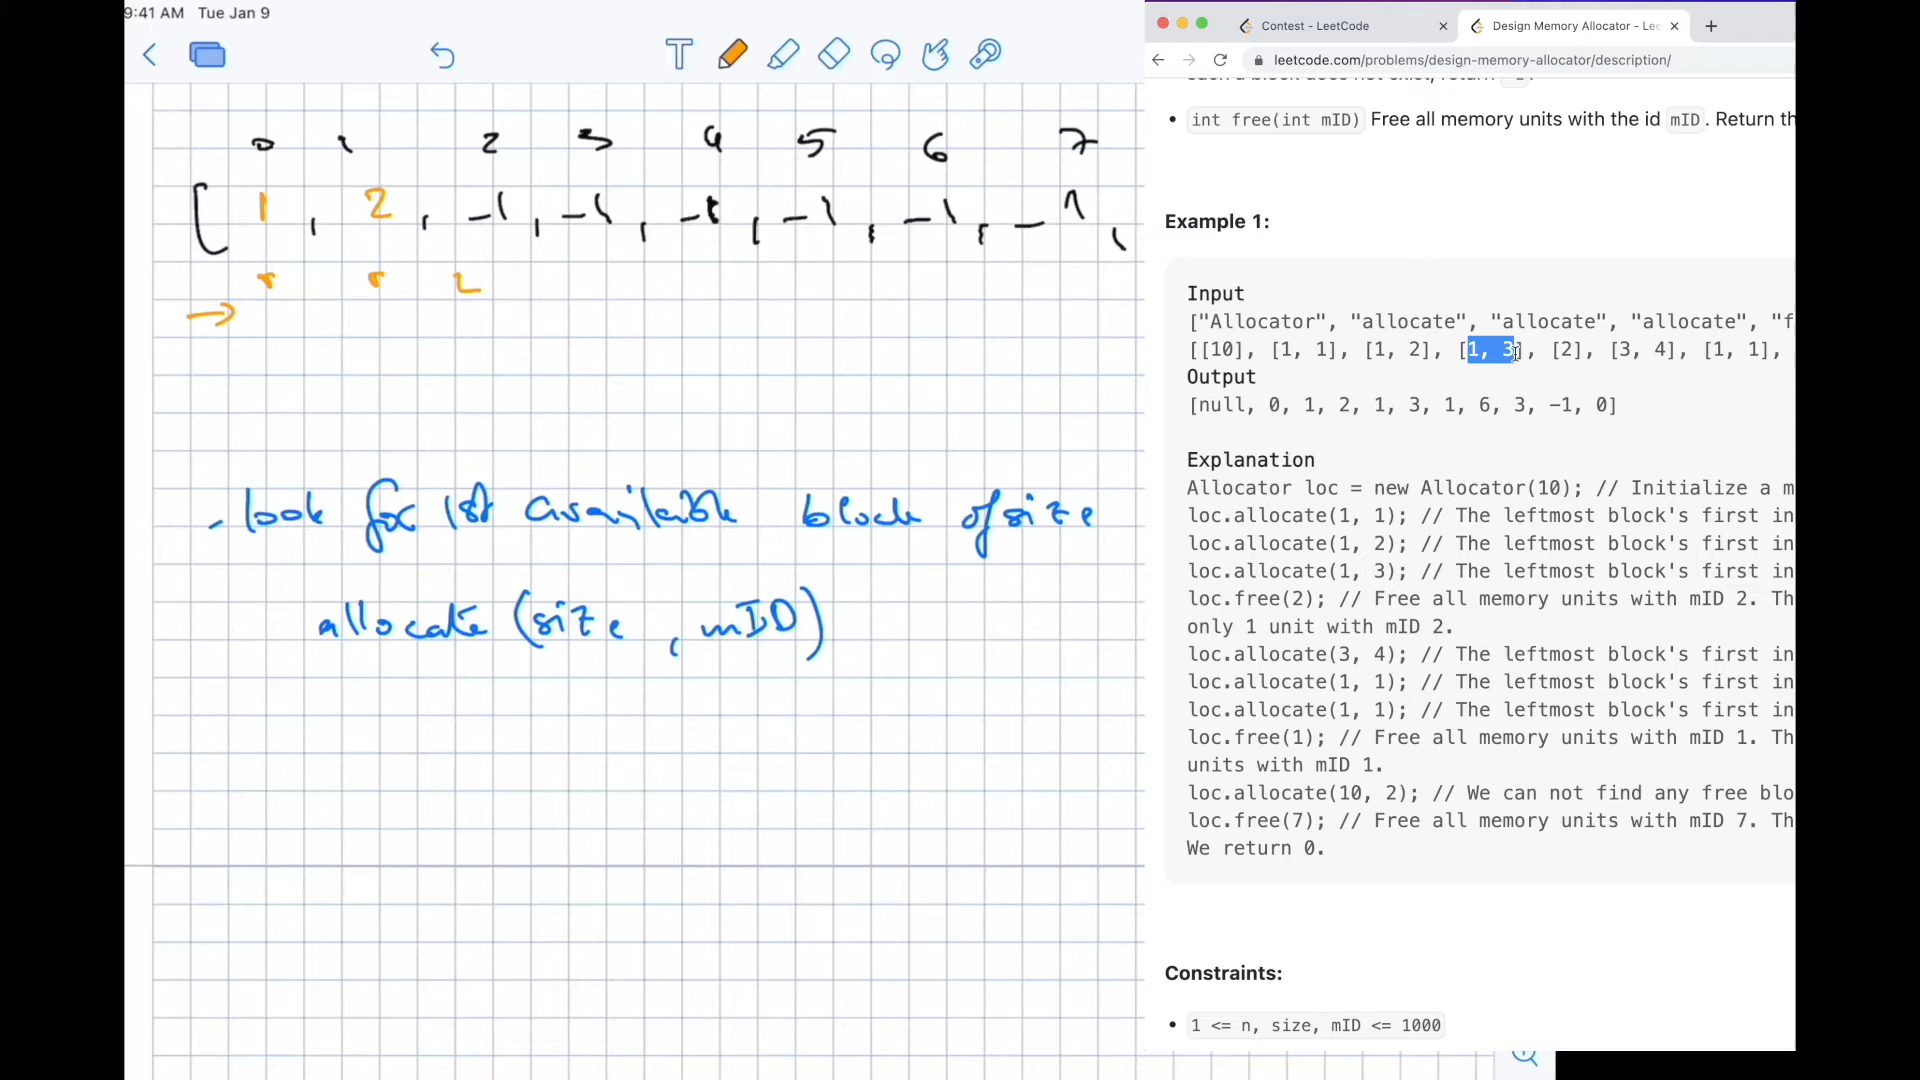 9:41 AM Tue Jan 9
0 1 2 3 4 5 6 7
[ 1 , 2 , -1 , -1 , -1 , -1 , -1 , -1 ,
→
- look for 1st available block of size
allocate (size , mID)
Contest - LeetCode
Design Memory Allocator - Lee
leetcode.com/problems/design-memory-allocator/description/
such a block does not exist, return -1.
• int free(int mID) Free all memory units with the id mID. Return th
Example 1:
Input
["Allocator", "allocate", "allocate", "allocate", "f
[[10], [1, 1], [1, 2], [1, 3], [2], [3, 4], [1, 1],
Output
[null, 0, 1, 2, 1, 3, 1, 6, 3, -1, 0]
Explanation
Allocator loc = new Allocator(10); // Initialize a m
loc.allocate(1, 1); // The leftmost block's first in
loc.allocate(1, 2); // The leftmost block's first in
loc.allocate(1, 3); // The leftmost block's first in
loc.free(2); // Free all memory units with mID 2. Th
only 1 unit with mID 2.
loc.allocate(3, 4); // The leftmost block's first in
loc.allocate(1, 1); // The leftmost block's first in
loc.allocate(1, 1); // The leftmost block's first in
loc.free(1); // Free all memory units with mID 1. Th
units with mID 1.
loc.allocate(10, 2); // We can not find any free blo
loc.free(7); // Free all memory units with mID 7. Th
We return 0.
Constraints:
• 1 <= n, size, mID <= 1000